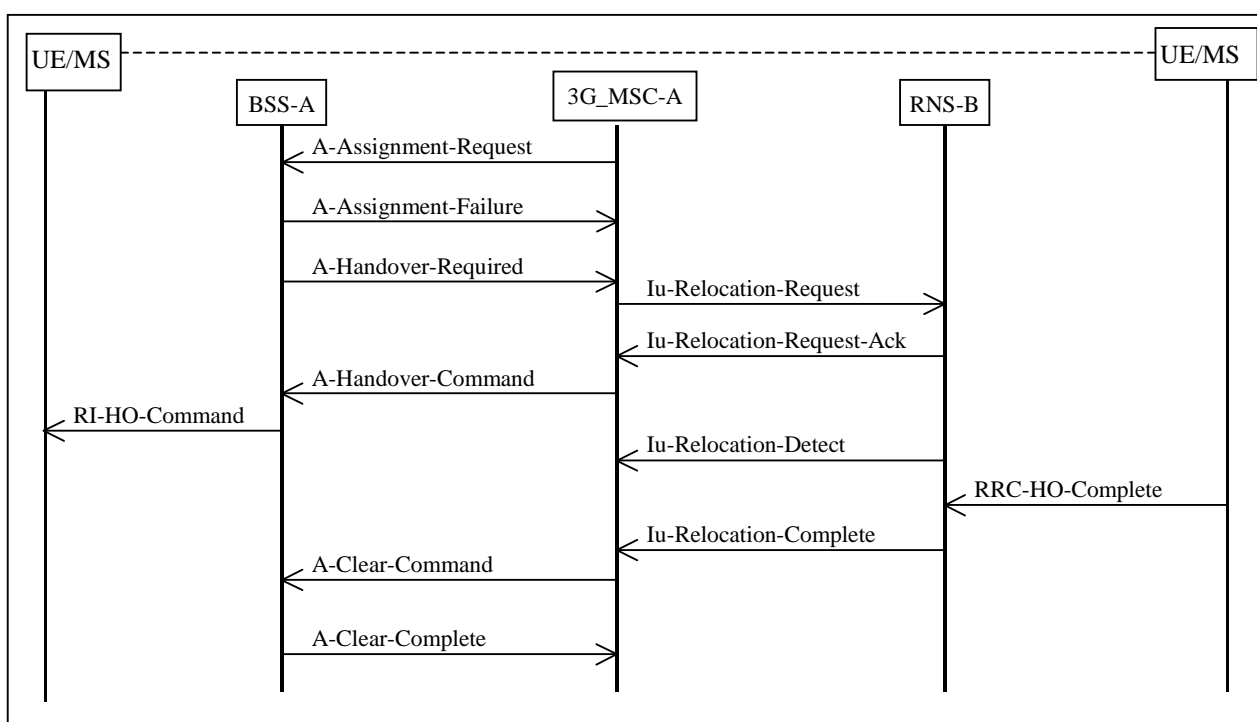 UE/MS
UE/MS
BSS-A
3G_MSC-A
RNS-B
A-Assignment-Request
A-Assignment-Failure
A-Handover-Required
Iu-Relocation-Request
Iu-Relocation-Request-Ack
A-Handover-Command
RI-HO-Command
Iu-Relocation-Detect
RRC-HO-Complete
Iu-Relocation-Complete
A-Clear-Command
A-Clear-Complete